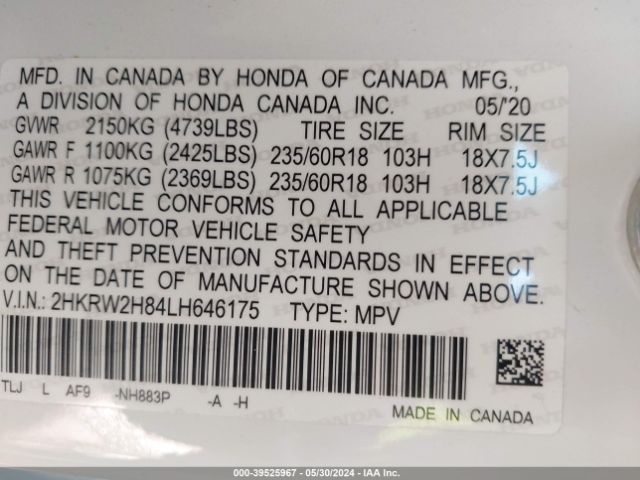 MFD. IN CANADA BY HONDA OF CANADA MFG.,
A DIVISION OF HONDA CANADA INC. 05/'20
GVWR 2150KG (4739LBS) TIRE SIZE RIM SIZE
GAWR F 1100KG (2425LBS) 235/60R18 103H 18X7.5J
GAWR R 1075KG (2369LBS) 235/60R18 103H 18X7.5J
THIS VEHICLE CONFORMS TO ALL APPLICABLE
FEDERAL MOTOR VEHICLE SAFETY
AND THEFT PREVENTION STANDARDS IN EFFECT
ON THE DATE OF MANUFACTURE SHOWN ABOVE.
V.I.N.: 2HKRW2H84LH646175 TYPE: MPV
TLJ L AF9 -NH883P -A -H
MADE IN CANADA
000-39525967 - 05/30/2024 - IAA Inc.